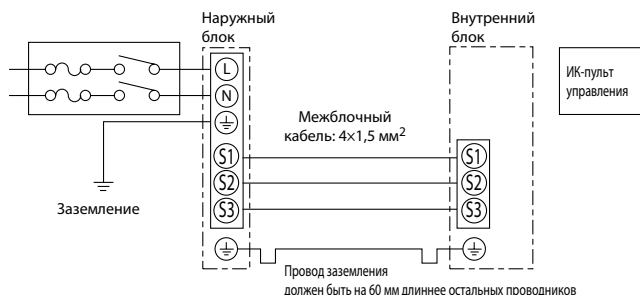 Наружный
блок
Внутренний
блок
ИК-пульт
управления
L
N
Межблочный
кабель: 4×1,5 мм²
S1
S1
S2
S2
S3
S3
Заземление
Провод заземления
должен быть на 60 мм длиннее остальных проводников